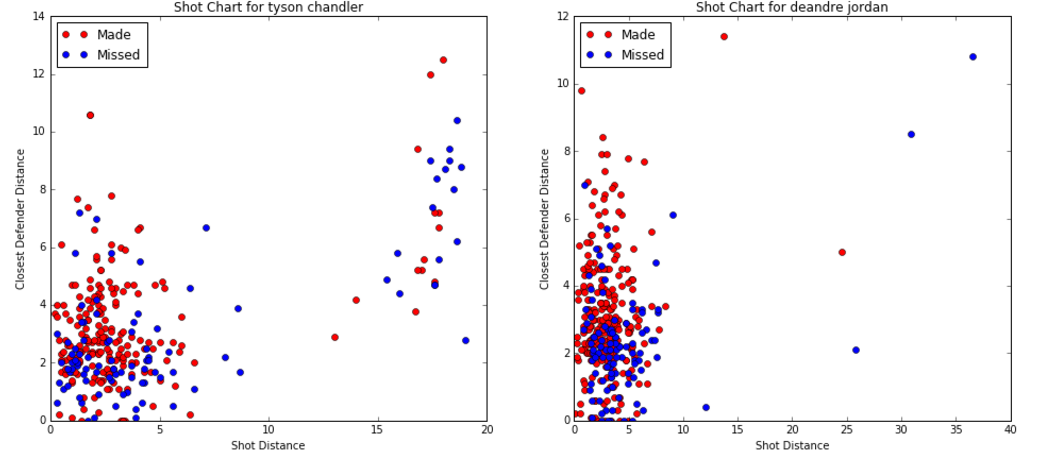 Shot Chart for tyson chandler
Made
Missed
Closest Defender Distance
14
12
10
8
6
4
2
0
0 5 10 15 20
Shot Distance
Shot Chart for deandre jordan
Made
Missed
Closest Defender Distance
12
10
8
6
4
2
0
0 5 10 15 20 25 30 35 40
Shot Distance